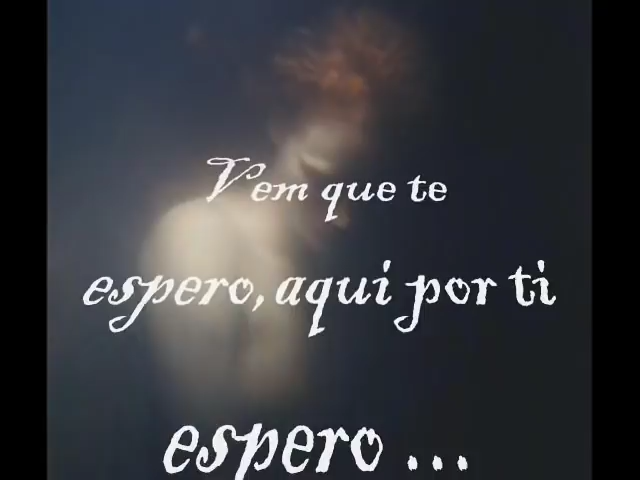 Vem que te
espero, aqui por ti
espero ...